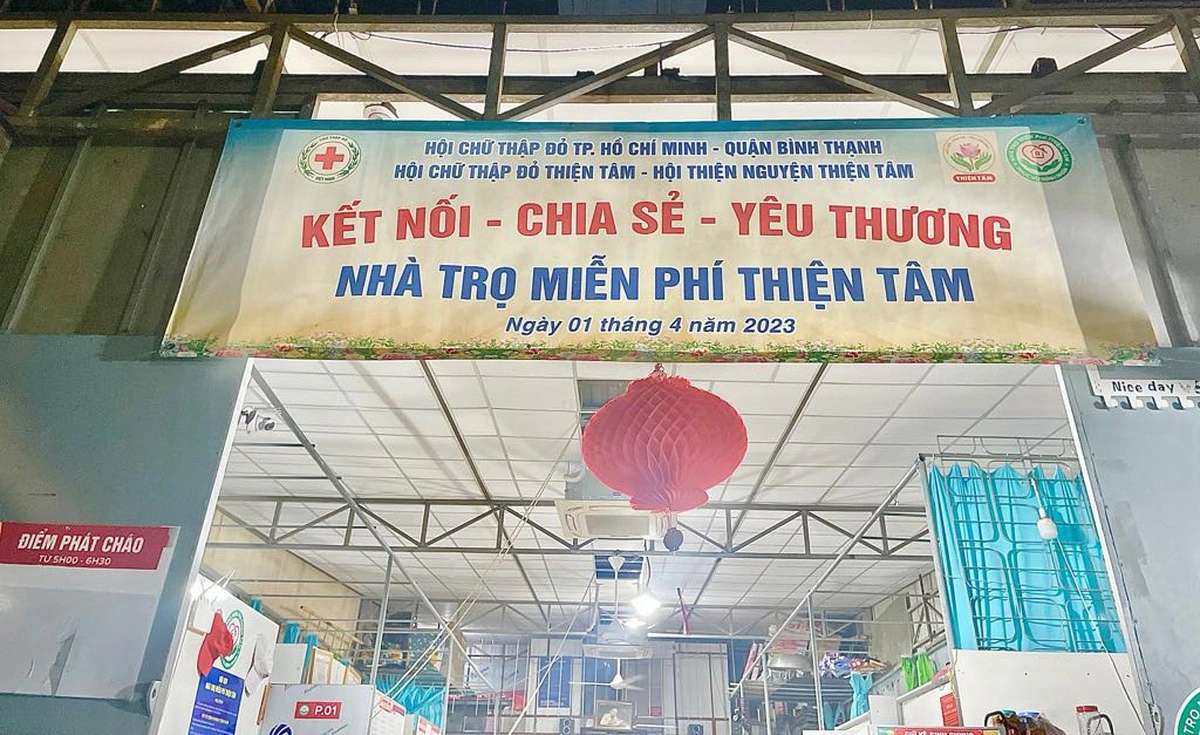 HỘI CHỮ THẬP ĐỎ TP. HỒ CHÍ MINH - QUẬN BÌNH THẠNH
HỘI CHỮ THẬP ĐỎ THIỆN TÂM - HỘI THIỆN NGUYỆN THIỆN TÂM
KẾT NỐI - CHIA SẺ - YÊU THƯƠNG
NHÀ TRỌ MIỄN PHÍ THIỆN TÂM
Ngày 01 tháng 4 năm 2023
VIỆT NAM
THIỆN TÂM
Nice day
ĐIỂM PHÁT CHÁO
TỪ 5H00 - 6H30
P.01